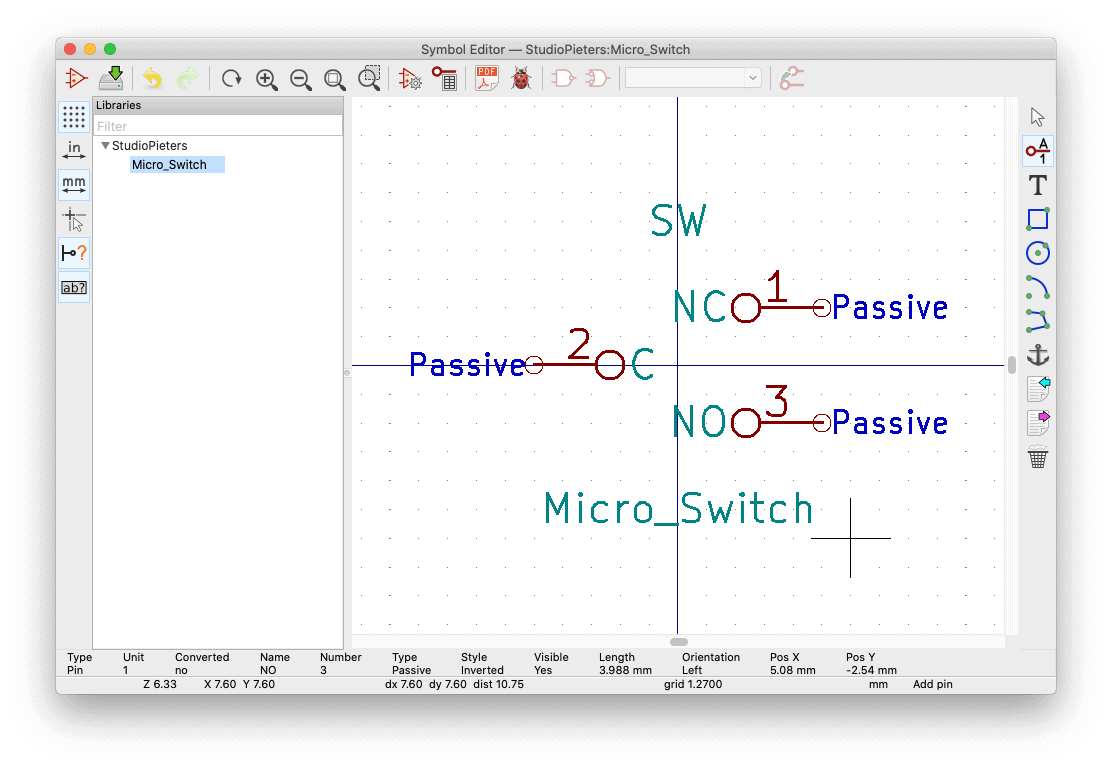 Symbol Editor — StudioPieters:Micro_Switch
PDF
Libraries
Filter
StudioPieters
Micro_Switch
in
mm
?
ab?
A
1
T
SW
NC 1 Passive
Passive 2 C
NO 3 Passive
Micro_Switch
Type Unit Converted Name Number Type Style Visible Length Orientation Pos X Pos Y
Pin 1 no NO 3 Passive Inverted Yes 3.988 mm Left 5.08 mm -2.54 mm
Z 6.33 X 7.60 Y 7.60 dx 7.60 dy 7.60 dist 10.75 grid 1.2700 mm Add pin